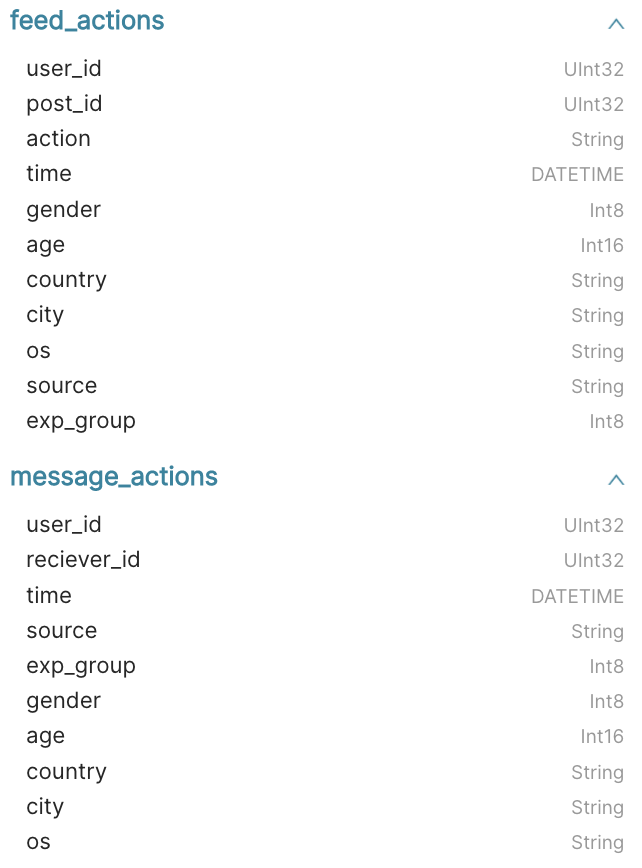 feed_actions
user_id UInt32
post_id UInt32
action String
time DATETIME
gender Int8
age Int16
country String
city String
os String
source String
exp_group Int8
message_actions
user_id UInt32
reciever_id UInt32
time DATETIME
source String
exp_group Int8
gender Int8
age Int16
country String
city String
os String